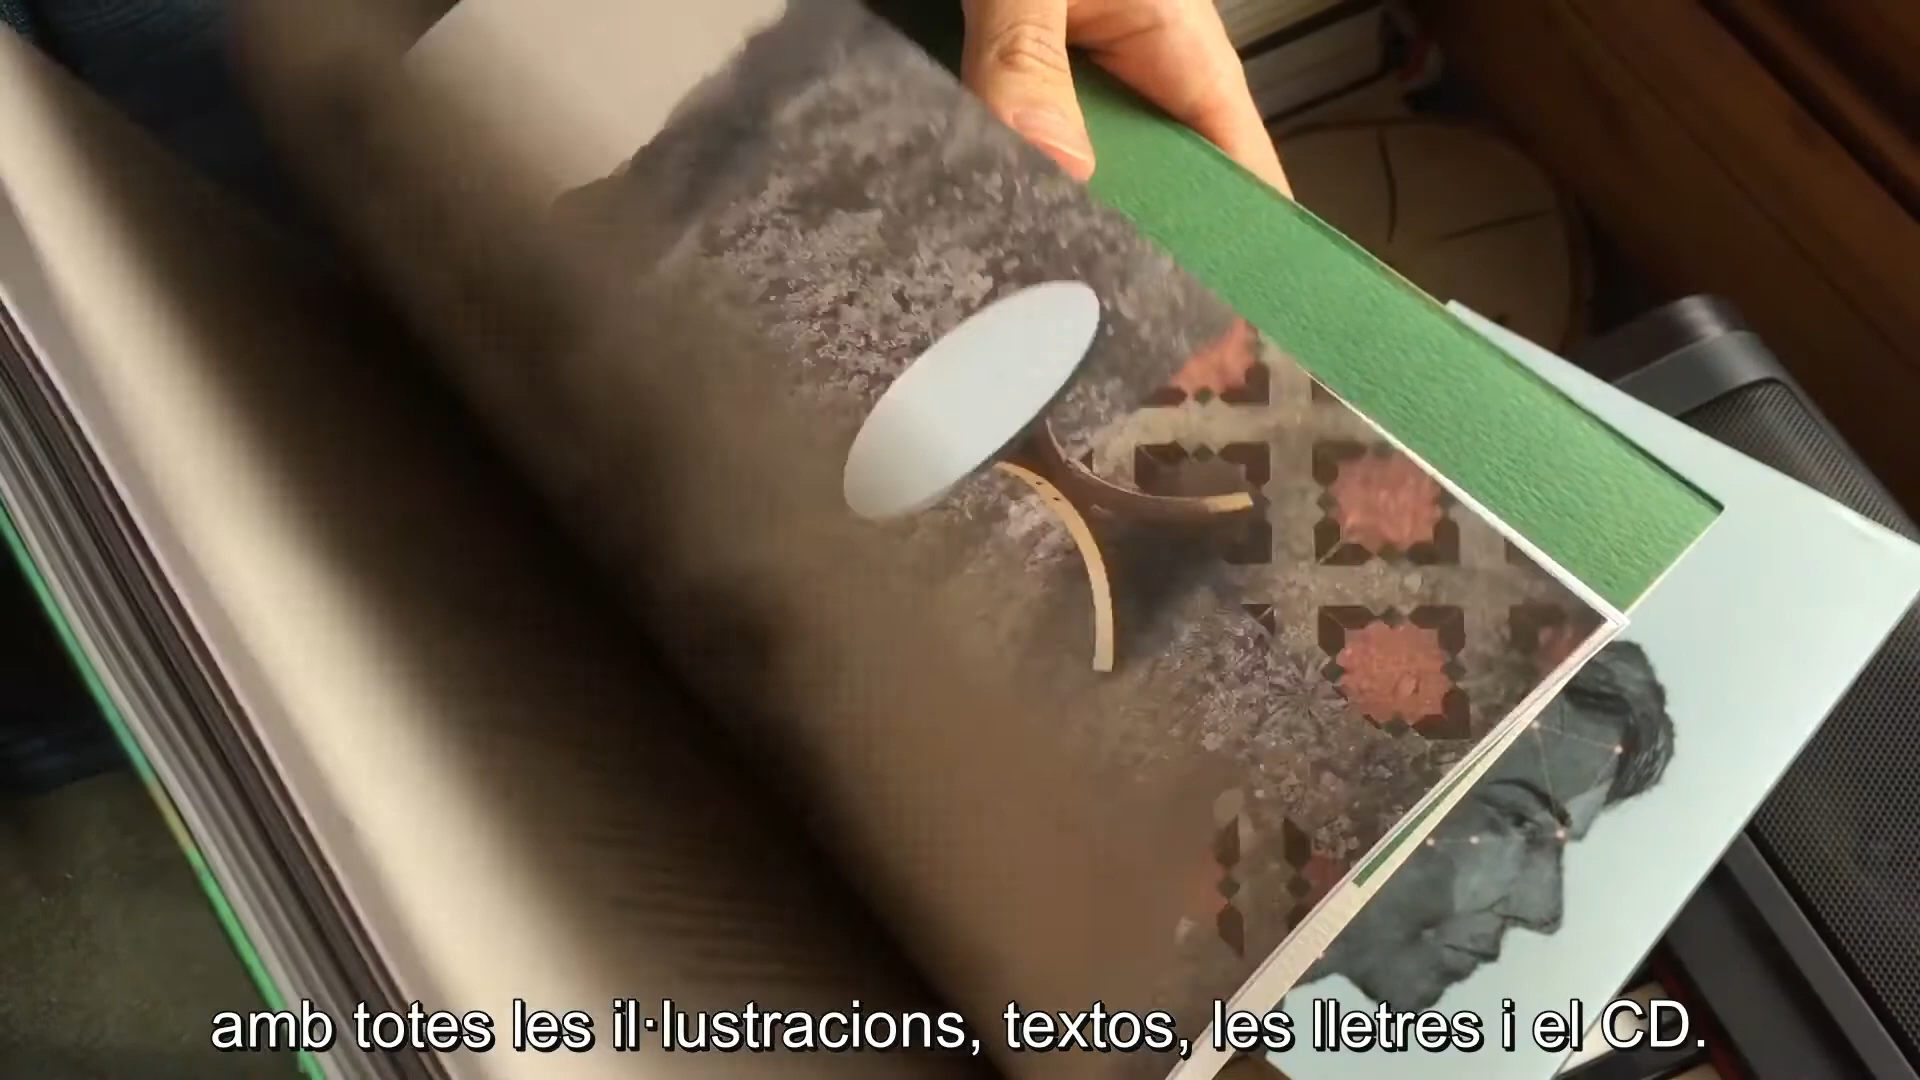 amb totes les il·lustracions, textos, les lletres i el CD.